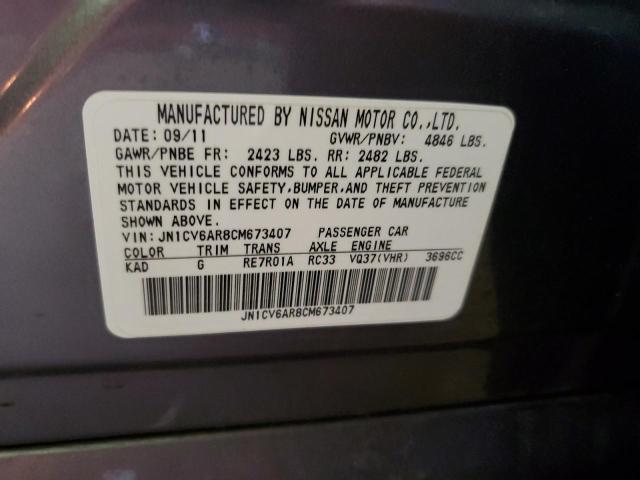 MANUFACTURED BY NISSAN MOTOR CO.,LTD.
DATE: 09/11 GVWR/PNBV: 4846 LBS.
GAWR/PNBE FR: 2423 LBS. RR: 2482 LBS.
THIS VEHICLE CONFORMS TO ALL APPLICABLE FEDERAL
MOTOR VEHICLE SAFETY,BUMPER,AND THEFT PREVENTION
STANDARDS IN EFFECT ON THE DATE OF MANUFACTURE
SHOWN ABOVE.
VIN: JN1CV6AR8CM673407 PASSENGER CAR
COLOR TRIM TRANS AXLE ENGINE
KAD G RE7R01A RC33 VQ37(VHR) 3696CC
JN1CV6AR8CM673407